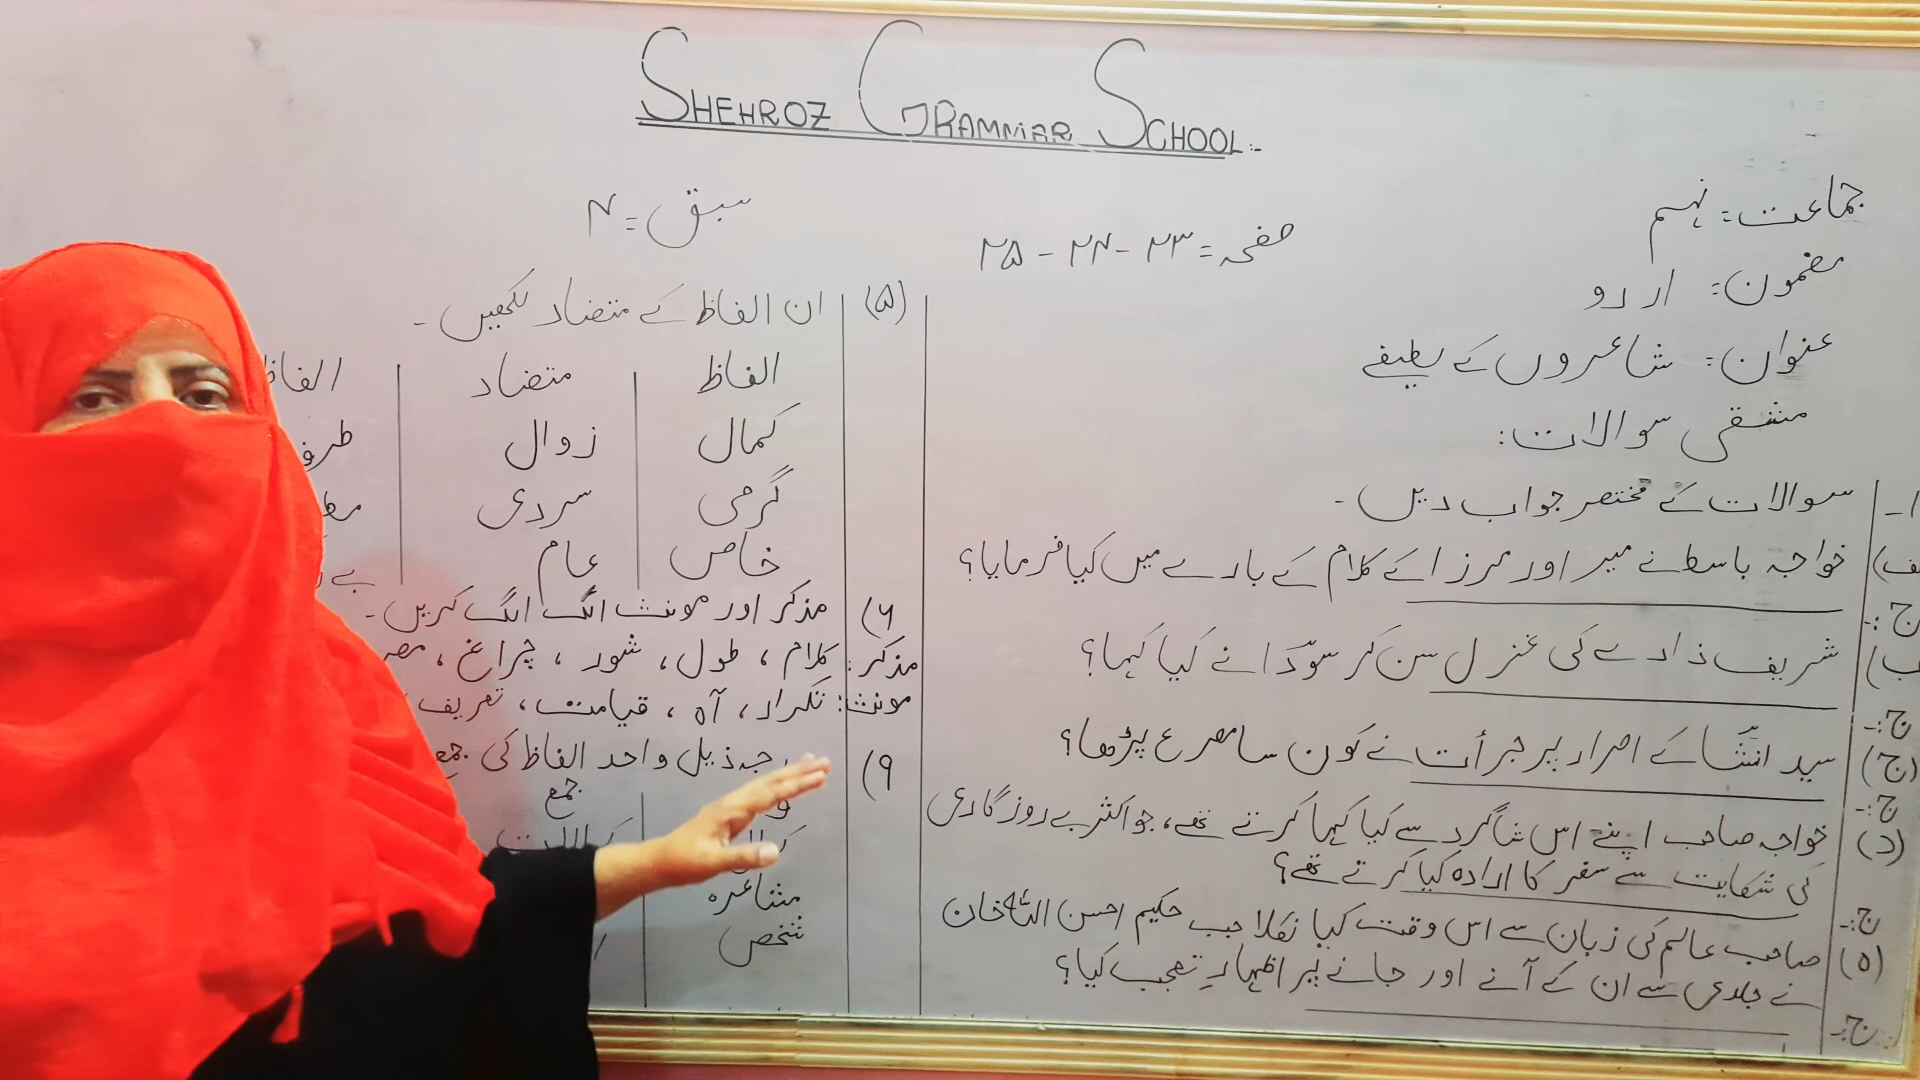 SHEHROZ GRAMMAR SCHOOL:-
جماعت: نہم
مضمون: اردو
عنوان: شاعروں کے لطیفے
مشقی سوالات:
صفحہ = ۲۳ - ۲۴ - ۲۵
سبق = ۴
۱- سوالات کے مختصر جواب دیں۔
خواجہ باسط نے میر اور مرزا کے کلام کے بارے میں کیا فرمایا؟
ج:-
ب) شریف زادے کی غزل سن کر سودا نے کیا کہا؟
ج:-
(ج) سید انشّا کے اصرار پر جرأت نے کون سا مصرع پڑھا؟
ج:-
(د) خواجہ صاحب اپنے اس شاگرد سے کیا کہا کرتے تھے، جو اکثر بے روزگاری
کی شکایت سے سفر کا ارادہ کیا کرتے تھے؟
ج:-
(ہ) صاحب عالم کی زبان سے اس وقت کیا نکلا جب حکیم احسن اللہ خان
نے جلدی سے ان کے آنے اور جانے پر اظہارِ تعجب کیا؟
ج:-
(۵) ان الفاظ کے متضاد لکھیں۔
الفاظ متضاد الفاظ
کمال زوال
گرمی سردی
خاص عام
۶) مذکر اور مونث الگ الگ کریں۔
مذکر: کلام، طول، شور، چراغ،
مونث: تکرار، آہ، قیامت، تعریف
۹) ذیل واحد الفاظ کی جمع
جمع
مشاعرہ
شخص